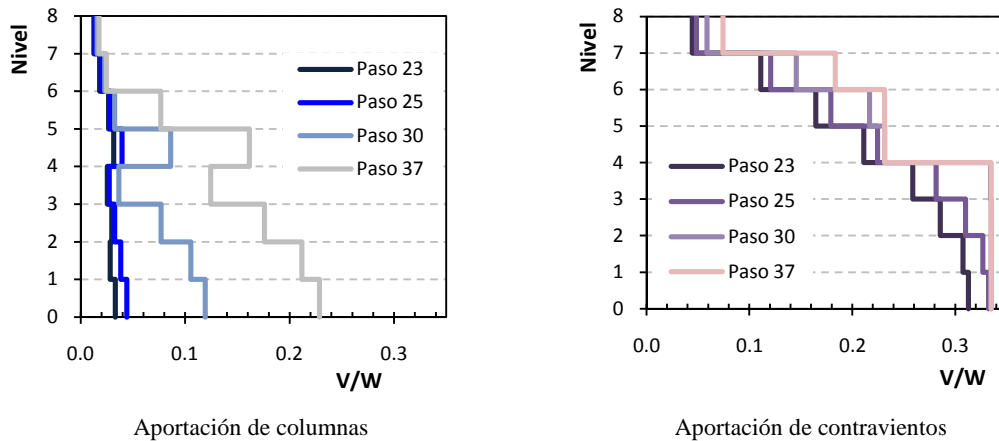 8
7
6
5
4
3
2
1
0
Nivel
Paso 23
Paso 25
Paso 30
Paso 37
0.0 0.1 0.2 0.3
V/W
Aportación de columnas
8
7
6
5
4
3
2
1
0
Nivel
Paso 23
Paso 25
Paso 30
Paso 37
0.0 0.1 0.2 0.3
V/W
Aportación de contravientos